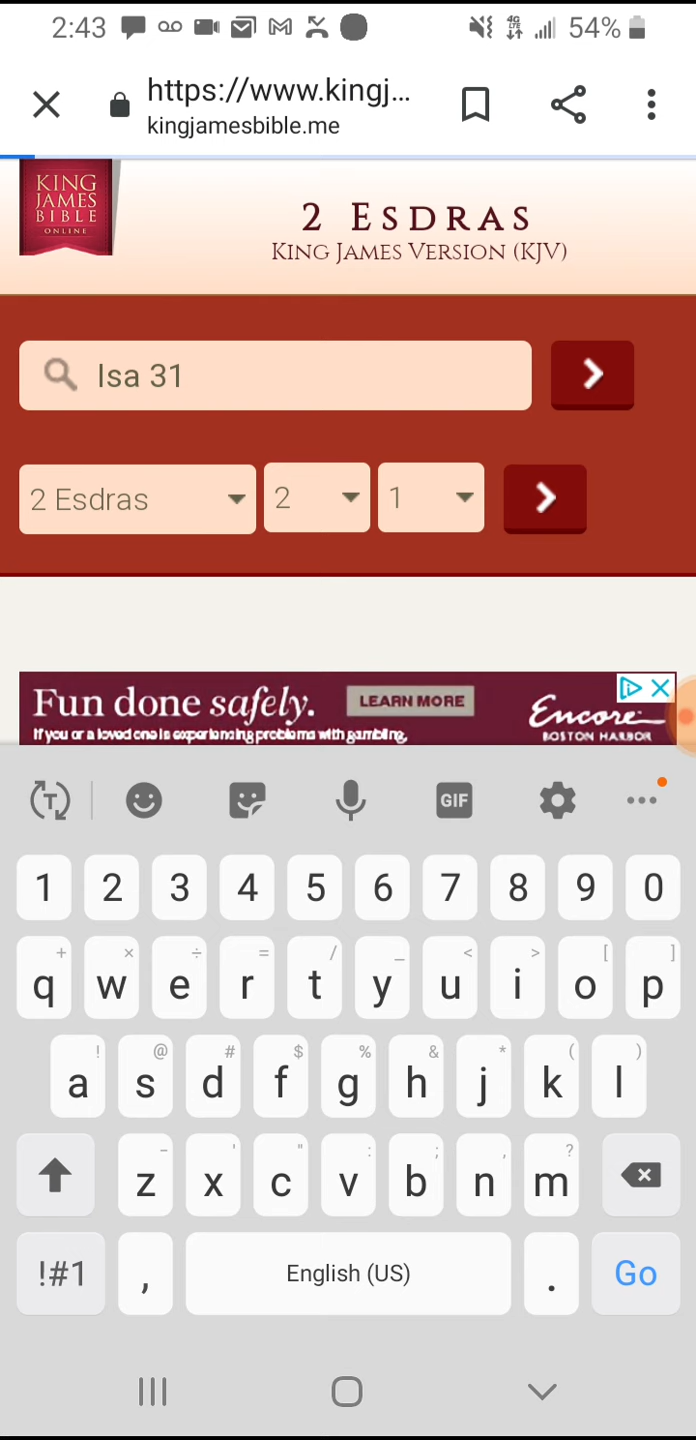 2:43
4G
LTE
54%
https://www.kingj...
kingjamesbible.me
KING
JAMES
BIBLE
ONLINE
2 ESDRAS
KING JAMES VERSION (KJV)
Isa 31
2 Esdras 2 1
Fun done safely.
LEARN MORE
Encore
BOSTON HARBOR
If you or a loved one is experiencing problems with gambling,
T
GIF
1 2 3 4 5 6 7 8 9 0
+ × ÷ = / _ < > [ ]
q w e r t y u i o p
! @ # $ % & * ( )
a s d f g h j k l
- ' " : ; , ?
z x c v b n m
!#1 , English (US) . Go